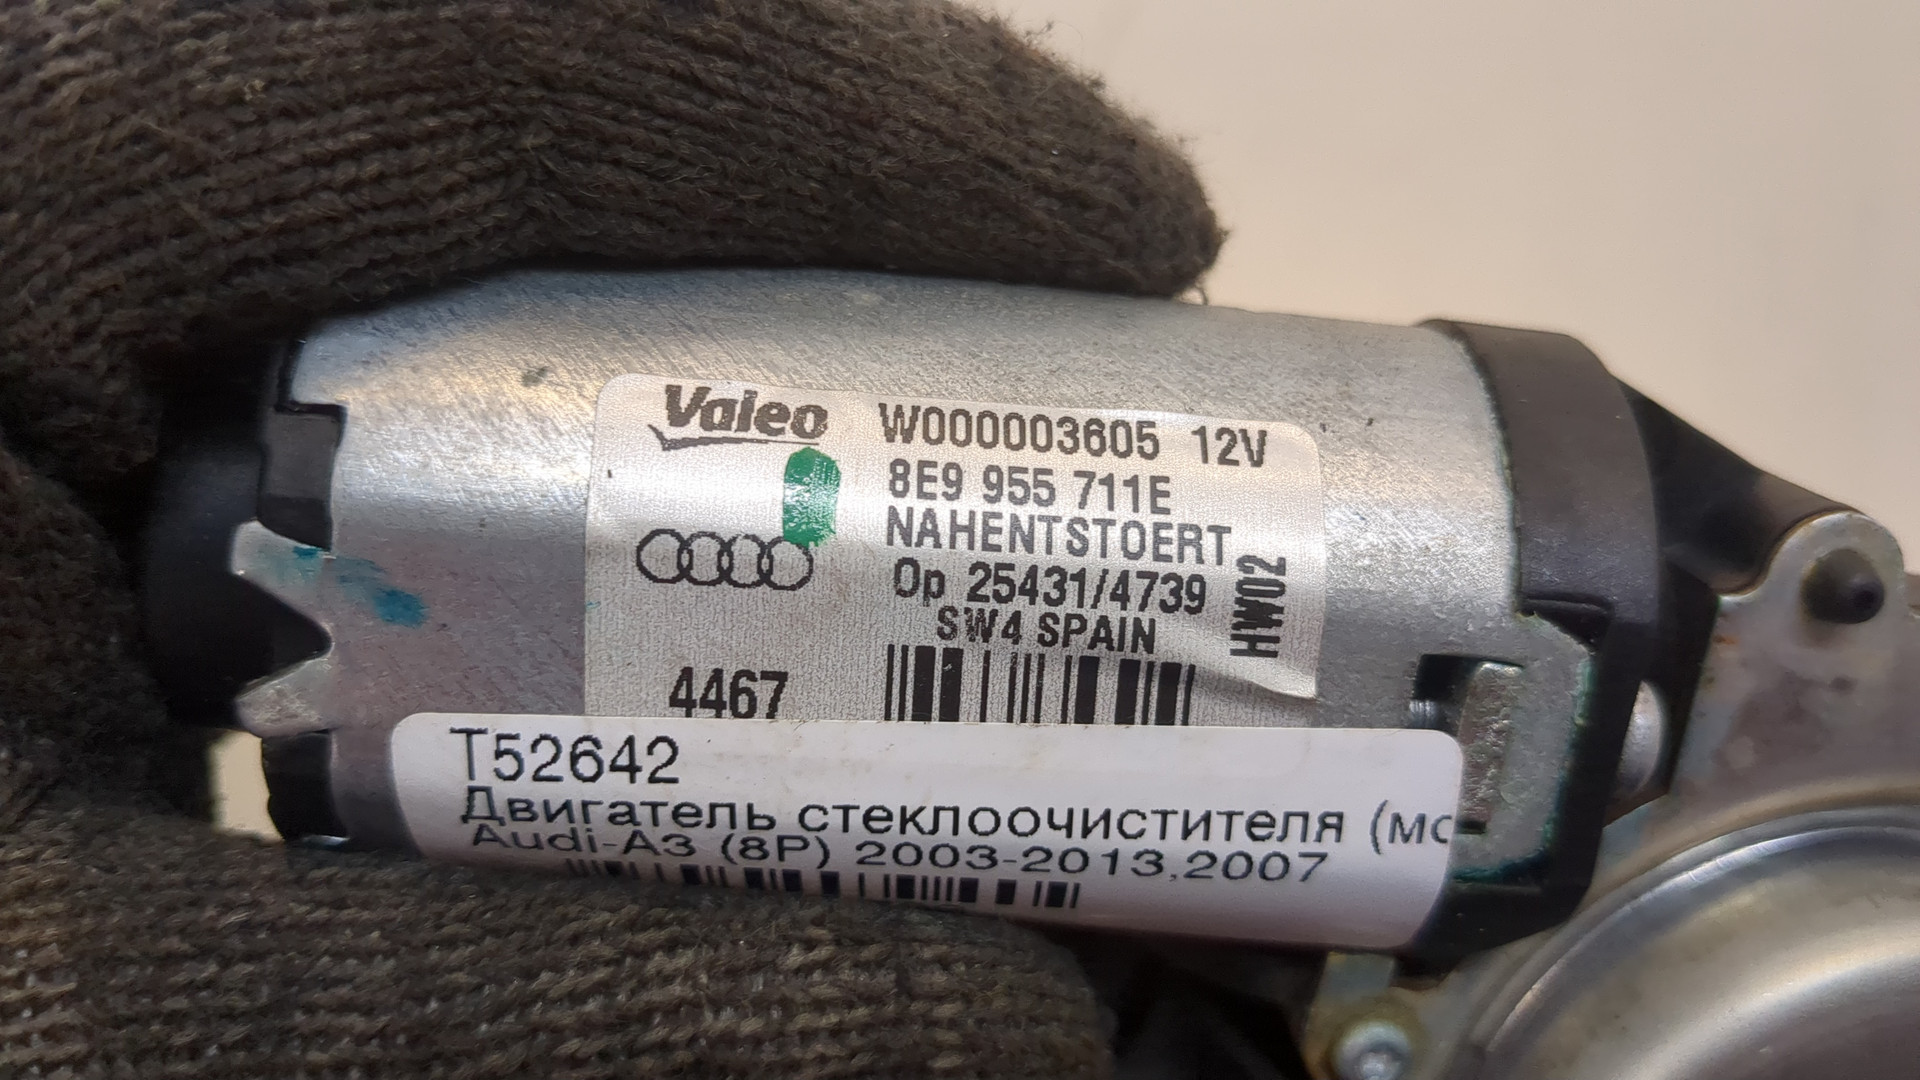 Valeo
W000003605 12V
8E9 955 711E
NAHENTSTOERT
Op 25431/4739
SW4 SPAIN
HW02
4467
T52642
Двигатель стеклоочистителя (мо
Audi-A3 (8P) 2003-2013,2007